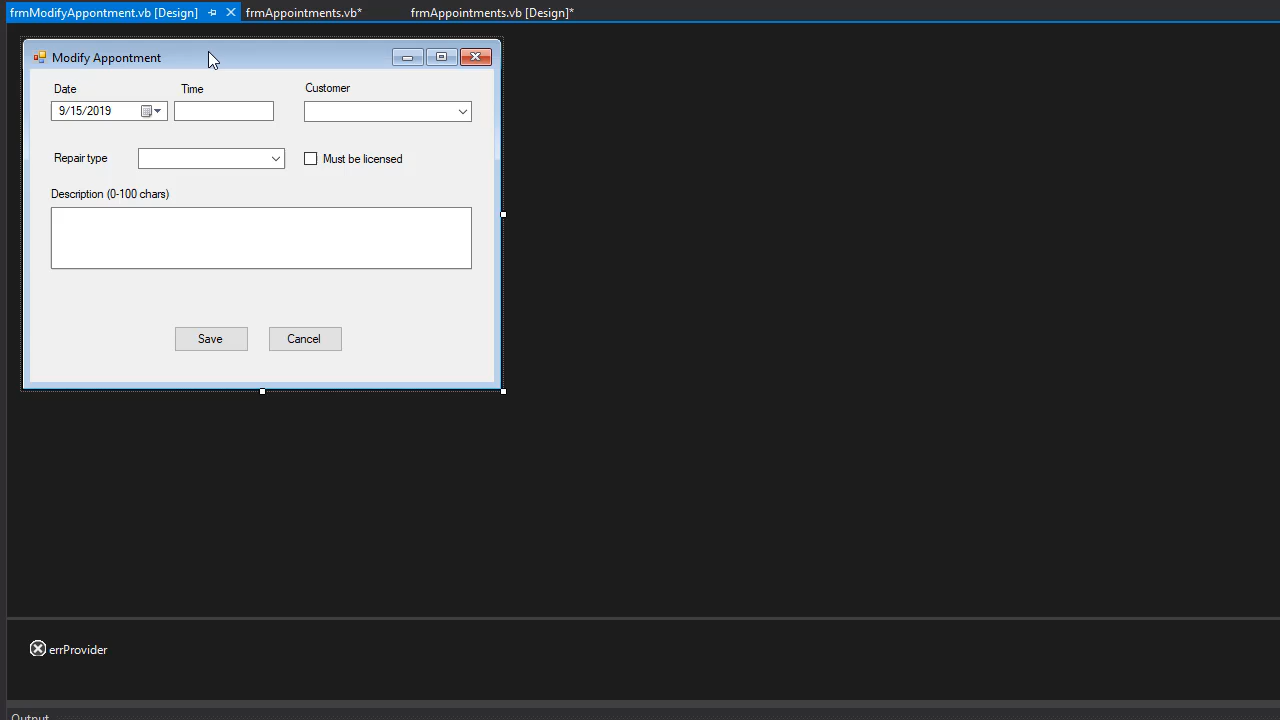 frmModifyAppontment.vb [Design]
frmAppointments.vb*
frmAppointments.vb [Design]*
Modify Appontment
Date
Time
Customer
9/15/2019
Repair type
Must be licensed
Description (0-100 chars)
Save
Cancel
errProvider
Output